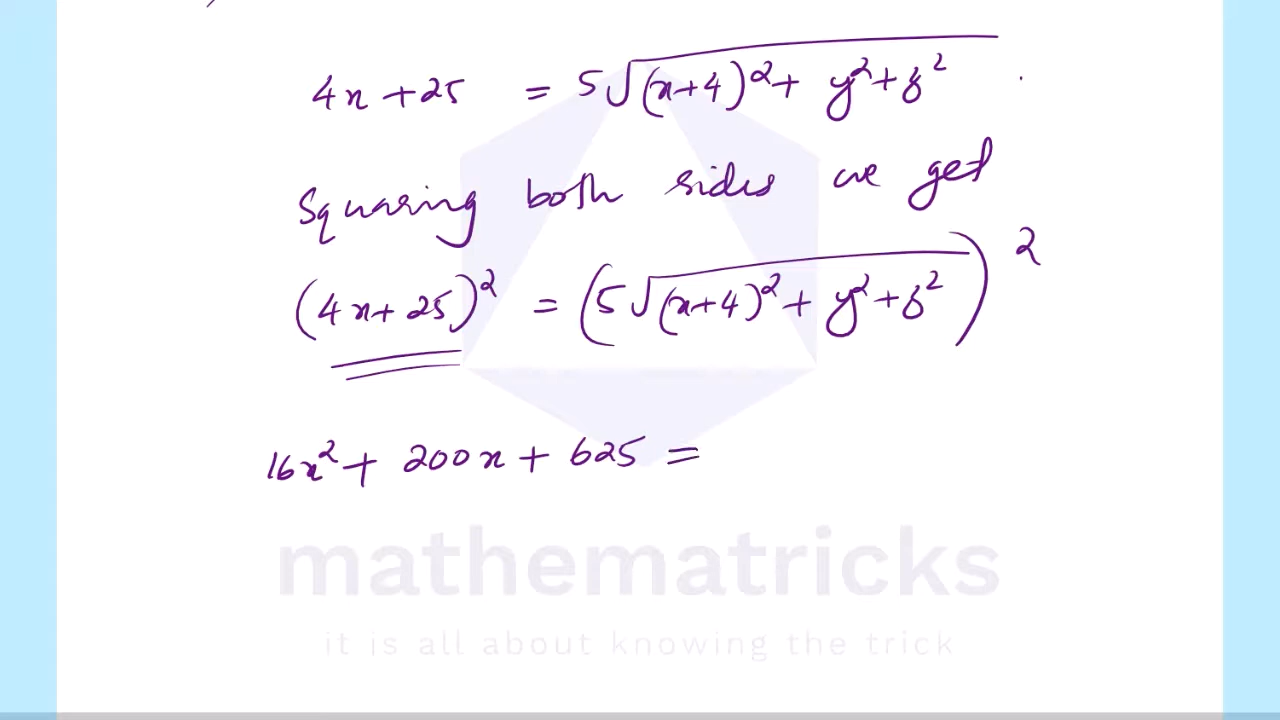 4x + 25 = 5√((x+4)² + y² + z²)
Squaring both sides we get
(4x + 25)² = (5√((x+4)² + y² + z²))²
16x² + 200x + 625 =
mathematricks
it is all about knowing the trick